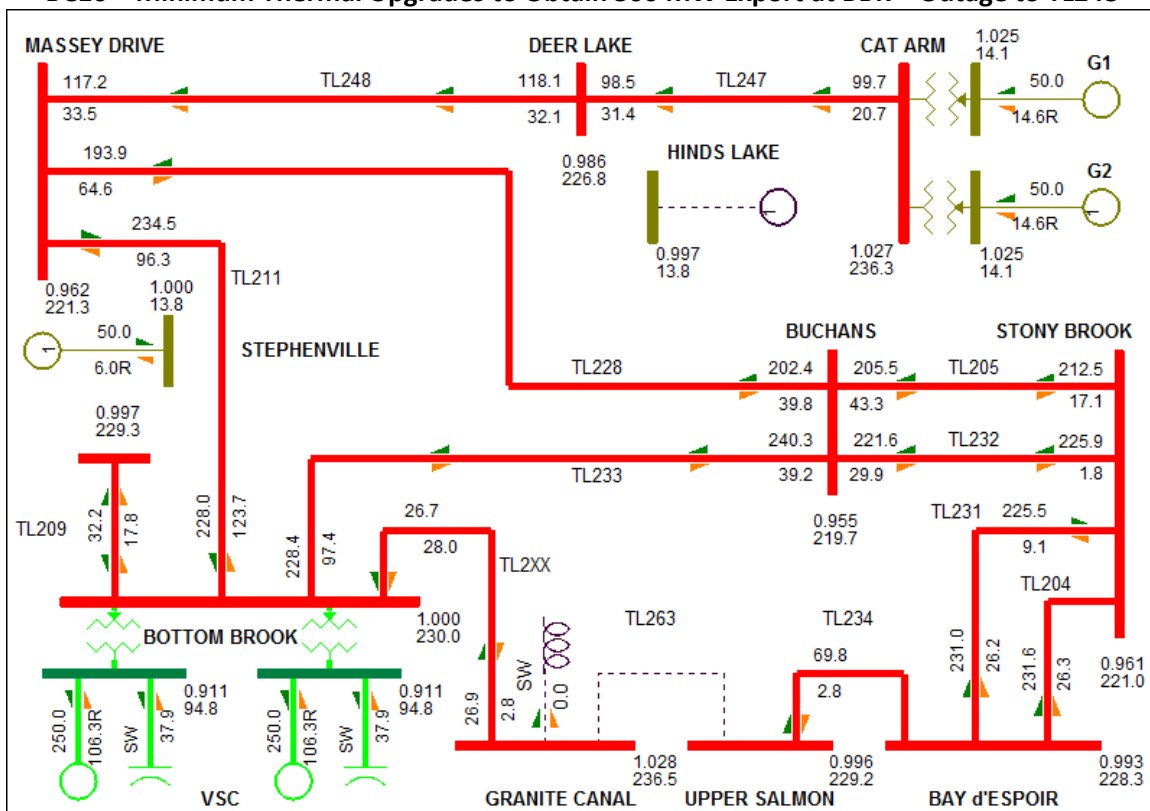 Minimum Thermal Upgrades to Obtain MW Export at – Outage to
MASSEY DRIVE DEER LAKE CAT ARM 1.025
14.1 G1
117.2 TL248 118.1 98.5 TL247 99.7 50.0
33.5 32.1 31.4 20.7 14.6R
193.9 0.986 HINDS LAKE G2
64.6 226.8 50.0
234.5 14.6R
96.3 0.997 1.027 1.025
TL211 13.8 236.3 14.1
0.962 1.000
221.3 13.8
50.0 STEPHENVILLE BUCHANS STONY BROOK
1
6.0R TL228 202.4 205.5 TL205 212.5
39.8 43.3 17.1
0.997
229.3 240.3 221.6 TL232 225.9
TL233 39.2 29.9 1.8
TL209 32.2 17.8 228.0 123.7 228.4 97.4 26.7 0.955 TL231 225.5
28.0 219.7 9.1
TL2XX TL204
BOTTOM BROOK 1.000 TL263 TL234
230.0 69.8 231.0 26.2 231.6 26.3 0.961
0.911 0.911 2.8 221.0
94.8 94.8 26.9 2.8 SW 0.0
250.0 106.3R SW 37.9 250.0 106.3R SW 37.9 1.028 0.996 0.993
236.5 229.2 228.3
VSC GRANITE CANAL UPPER SALMON BAY d'ESPOIR